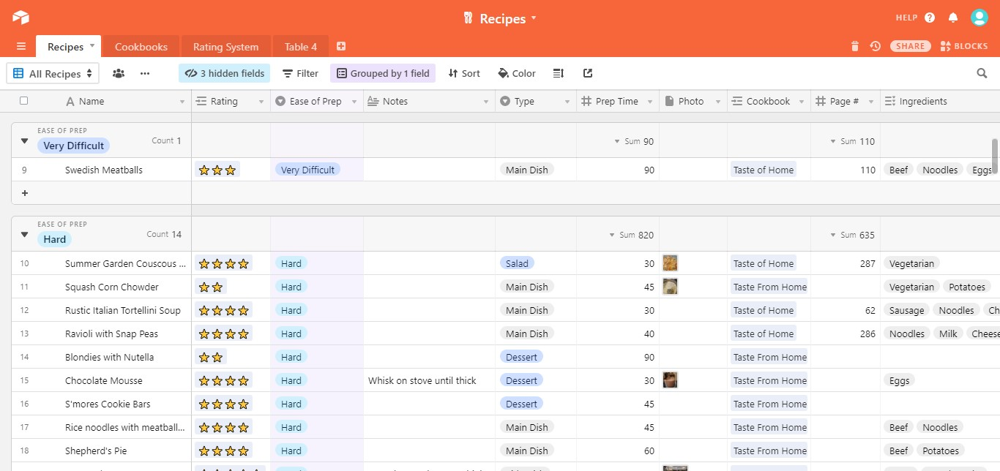 Recipes
HELP
Recipes Cookbooks Rating System Table 4
SHARE BLOCKS
All Recipes 3 hidden fields Filter Grouped by 1 field Sort Color
Name Rating Ease of Prep Notes Type Prep Time Photo Cookbook Page # Ingredients
EASE OF PREP
Very Difficult Count 1 Sum 90 Sum 110
9 Swedish Meatballs Very Difficult Main Dish 90 Taste of Home 110 Beef Noodles Eggs
+
EASE OF PREP
Hard Count 14 Sum 820 Sum 635
10 Summer Garden Couscous ... Hard Salad 30 Taste of Home 287 Vegetarian
11 Squash Corn Chowder Hard Main Dish 45 Taste From Home Vegetarian Potatoes
12 Rustic Italian Tortellini Soup Hard Main Dish 30 Taste of Home 62 Sausage Noodles Ch
13 Ravioli with Snap Peas Hard Main Dish 40 Taste of Home 286 Noodles Milk Cheese
14 Blondies with Nutella Hard Dessert 90 Taste From Home
15 Chocolate Mousse Hard Whisk on stove until thick Dessert 30 Taste From Home Eggs
16 S'mores Cookie Bars Hard Dessert 45 Taste From Home
17 Rice noodles with meatball... Hard Main Dish 45 Taste From Home Beef Noodles
18 Shepherd's Pie Hard Main Dish 60 Taste From Home Beef Potatoes